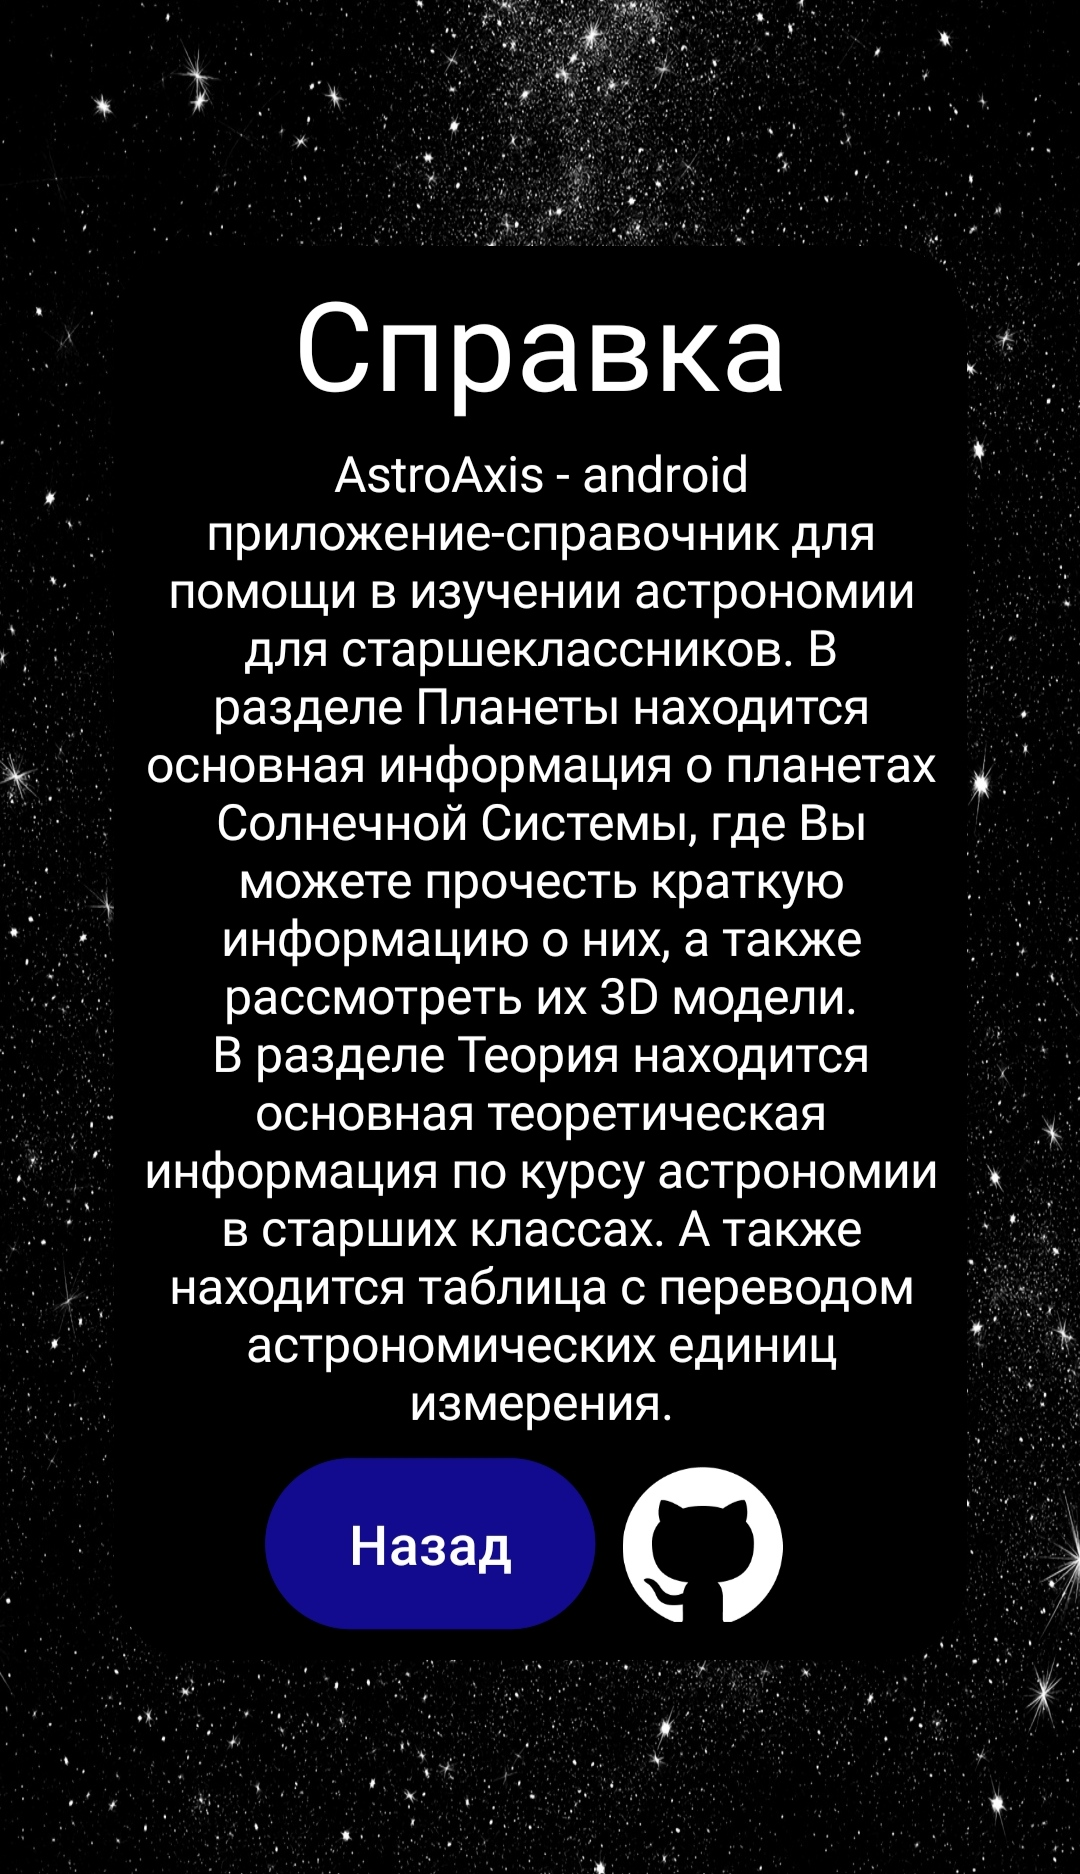 Справка
AstroAxis - android
приложение-справочник для
помощи в изучении астрономии
для старшеклассников. В
разделе Планеты находится
основная информация о планетах
Солнечной Системы, где Вы
можете прочесть краткую
информацию о них, а также
рассмотреть их 3D модели.
В разделе Теория находится
основная теоретическая
информация по курсу астрономии
в старших классах. А также
находится таблица с переводом
астрономических единиц
измерения.
Назад